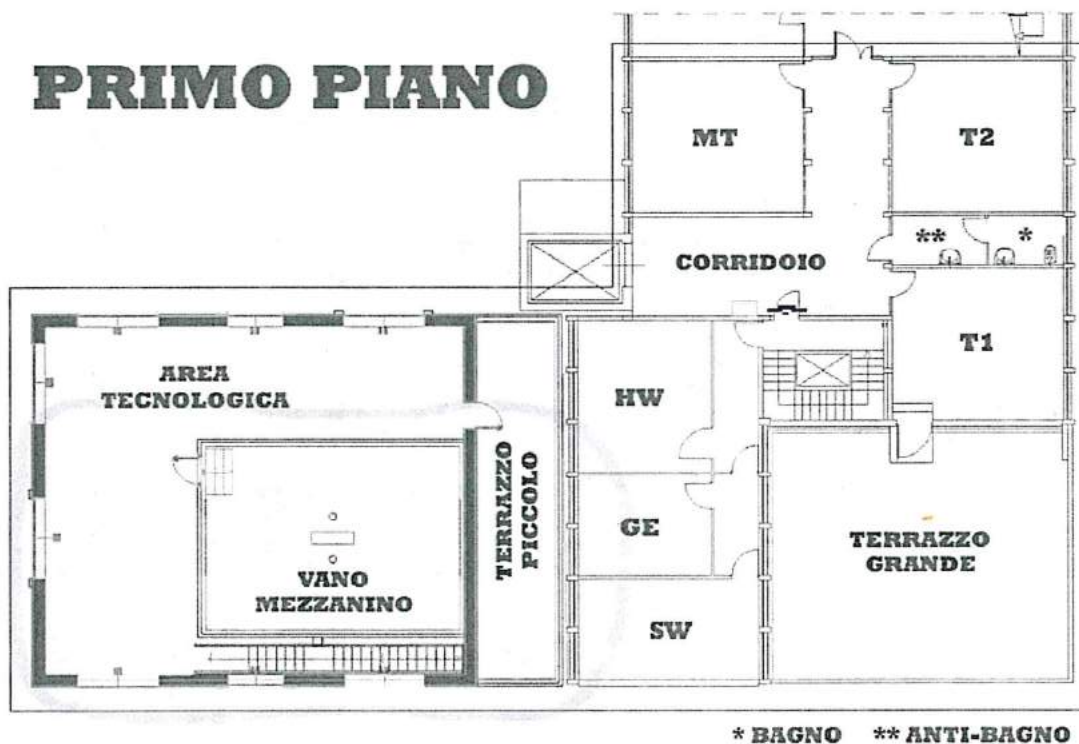 PRIMO PIANO
MT
T2
**
*
CORRIDOIO
T1
AREA
TECNOLOGICA
HW
TERRAZZO
PICCOLO
GE
TERRAZZO
GRANDE
VANO
MEZZANINO
SW
* BAGNO ** ANTI-BAGNO